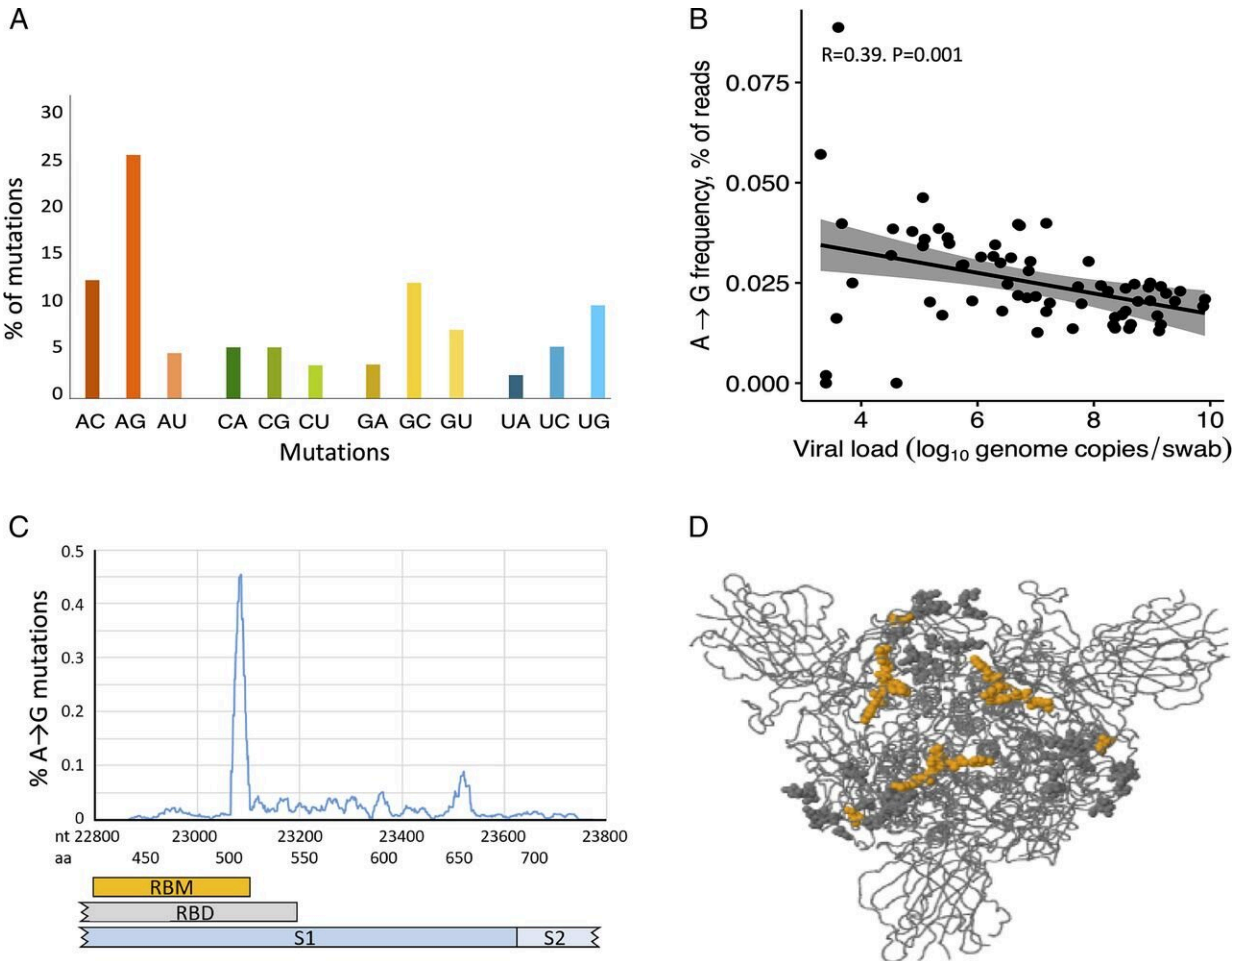 A
% of mutations
30
25
20
15
10
5
0
AC AG AU CA CG CU GA GC GU UA UC UG
Mutations
B
R=0.39. P=0.001
A → G frequency, % of reads
0.075
0.050
0.025
0.000
4 6 8 10
Viral load (log₁₀ genome copies/swab)
C
% A→G mutations
0.5
0.4
0.3
0.2
0.1
0
nt 22800 23000 23200 23400 23600 23800
aa 450 500 550 600 650 700
RBM
RBD
S1 S2
D